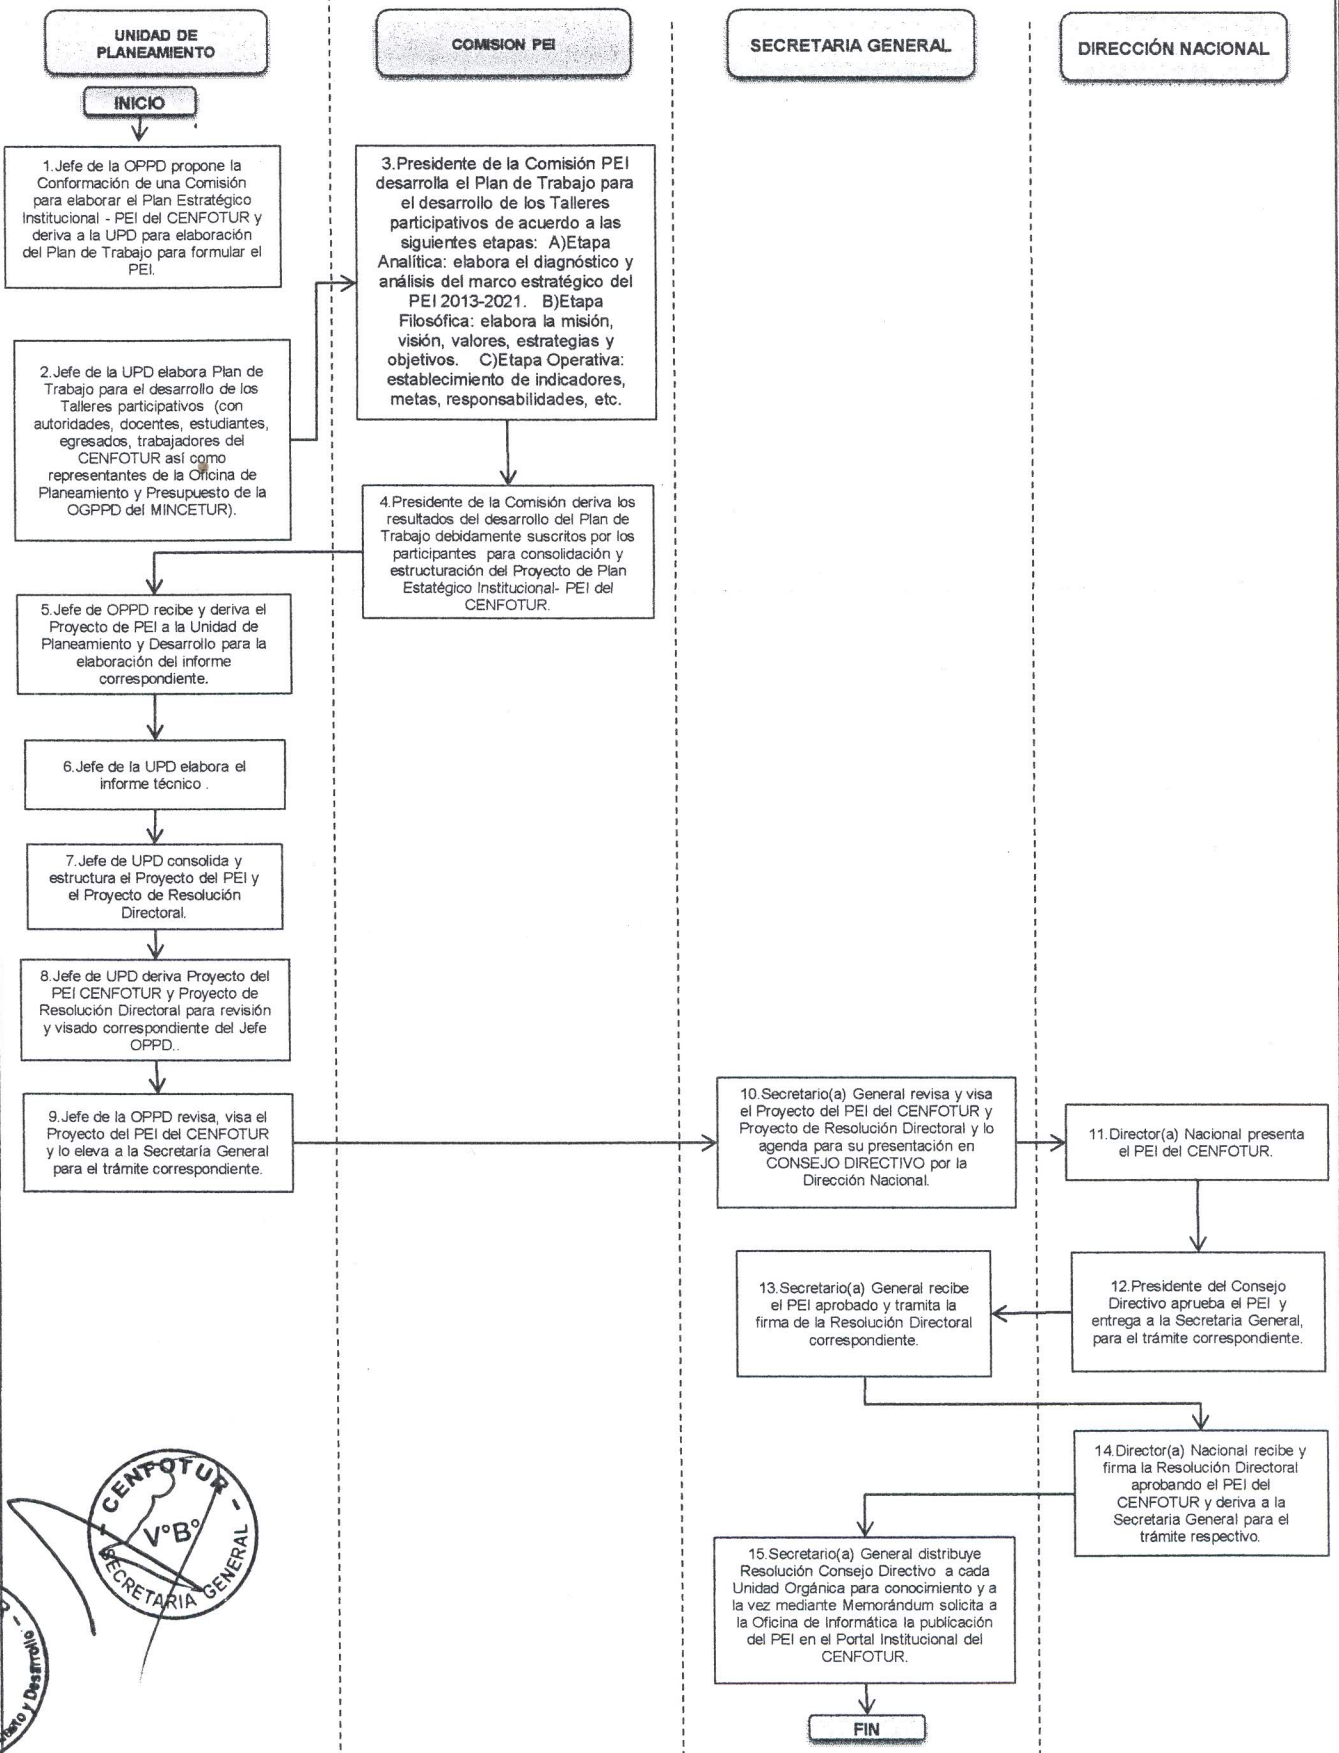 UNIDAD DE
PLANEAMIENTO
COMISION PEI
SECRETARIA GENERAL
DIRECCIÓN NACIONAL
INICIO
1.Jefe de la OPPD propone la
Conformación de una Comisión
para elaborar el Plan Estratégico
Institucional - PEI del CENFOTUR y
deriva a la UPD para elaboración
del Plan de Trabajo para formular el
PEI.
2.Jefe de la UPD elabora Plan de
Trabajo para el desarrollo de los
Talleres participativos (con
autoridades, docentes, estudiantes,
egresados, trabajadores del
CENFOTUR así como
representantes de la Oficina de
Planeamiento y Presupuesto de la
OGPPD del MINCETUR).
3.Presidente de la Comisión PEI
desarrolla el Plan de Trabajo para
el desarrollo de los Talleres
participativos de acuerdo a las
siguientes etapas: A)Etapa
Analítica: elabora el diagnóstico y
análisis del marco estratégico del
PEI 2013-2021. B)Etapa
Filosófica: elabora la misión,
visión, valores, estrategias y
objetivos. C)Etapa Operativa:
establecimiento de indicadores,
metas, responsabilidades, etc.
4.Presidente de la Comisión deriva los
resultados del desarrollo del Plan de
Trabajo debidamente suscritos por los
participantes para consolidación y
estructuración del Proyecto de Plan
Estatégico Institucional- PEI del
CENFOTUR.
5.Jefe de OPPD recibe y deriva el
Proyecto de PEI a la Unidad de
Planeamiento y Desarrollo para la
elaboración del informe
correspondiente.
6.Jefe de la UPD elabora el
informe técnico .
7.Jefe de UPD consolida y
estructura el Proyecto del PEI y
el Proyecto de Resolución
Directoral.
8.Jefe de UPD deriva Proyecto del
PEI CENFOTUR y Proyecto de
Resolución Directoral para revisión
y visado correspondiente del Jefe
OPPD..
9.Jefe de la OPPD revisa, visa el
Proyecto del PEI del CENFOTUR
y lo eleva a la Secretaría General
para el trámite correspondiente.
10.Secretario(a) General revisa y visa
el Proyecto del PEI del CENFOTUR y
Proyecto de Resolución Directoral y lo
agenda para su presentación en
CONSEJO DIRECTIVO por la
Dirección Nacional.
11.Director(a) Nacional presenta
el PEI del CENFOTUR.
12.Presidente del Consejo
Directivo aprueba el PEI y
entrega a la Secretaria General,
para el trámite correspondiente.
13.Secretario(a) General recibe
el PEI aprobado y tramita la
firma de la Resolución Directoral
correspondiente.
14.Director(a) Nacional recibe y
firma la Resolución Directoral
aprobando el PEI del
CENFOTUR y deriva a la
Secretaria General para el
trámite respectivo.
15.Secretario(a) General distribuye
Resolución Consejo Directivo a cada
Unidad Orgánica para conocimiento y a
la vez mediante Memorándum solicita a
la Oficina de Informática la publicación
del PEI en el Portal Institucional del
CENFOTUR.
FIN
- CENFOTUR -
V°B°
SECRETARIA GENERAL
y Desarrollo